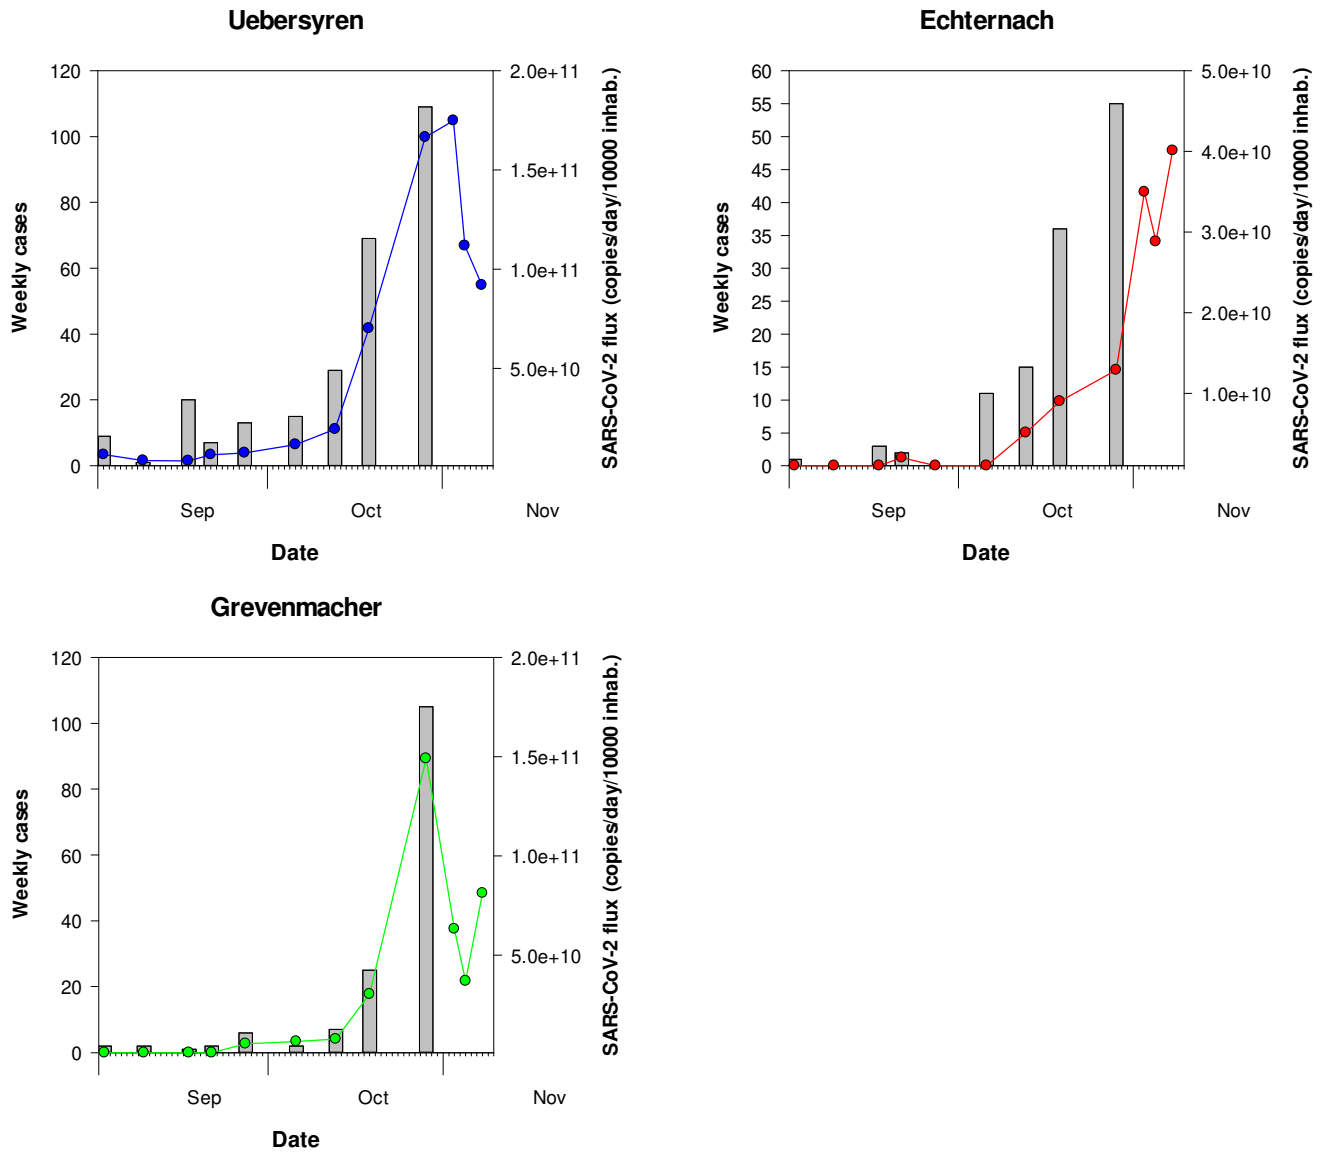 Uebersyren
120
100
80
60
40
20
0
Weekly cases
2.0e+11
1.5e+11
1.0e+11
5.0e+10
SARS-CoV-2 flux (copies/day/10000 inhab.)
Sep Oct Nov
Date
Echternach
60
55
50
45
40
35
30
25
20
15
10
5
0
Weekly cases
5.0e+10
4.0e+10
3.0e+10
2.0e+10
1.0e+10
SARS-CoV-2 flux (copies/day/10000 inhab.)
Sep Oct Nov
Date
Grevenmacher
120
100
80
60
40
20
0
Weekly cases
2.0e+11
1.5e+11
1.0e+11
5.0e+10
SARS-CoV-2 flux (copies/day/10000 inhab.)
Sep Oct Nov
Date